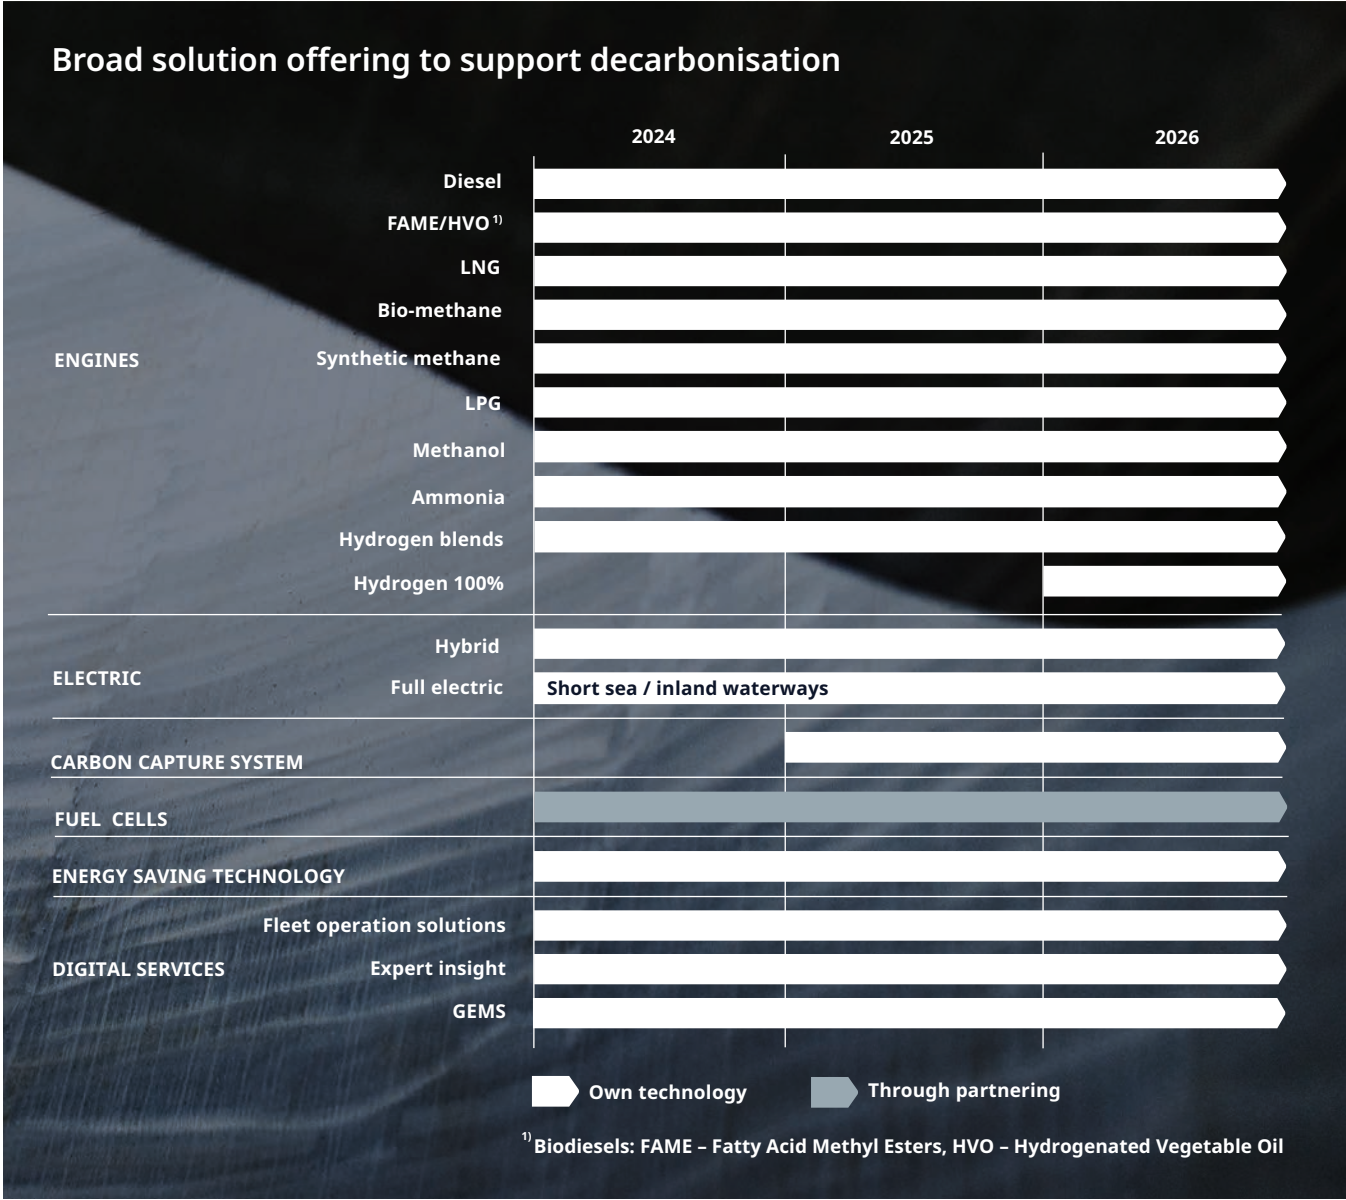 Broad solution offering to support decarbonisation
2024 2025 2026
Diesel
FAME/HVO 1)
LNG
Bio-methane
Synthetic methane
ENGINES
LPG
Methanol
Ammonia
Hydrogen blends
Hydrogen 100%
Hybrid
ELECTRIC
Full electric Short sea / inland waterways
CARBON CAPTURE SYSTEM
FUEL CELLS
ENERGY SAVING TECHNOLOGY
Fleet operation solutions
DIGITAL SERVICES Expert insight
GEMS
Own technology Through partnering
1) Biodiesels: FAME – Fatty Acid Methyl Esters, HVO – Hydrogenated Vegetable Oil